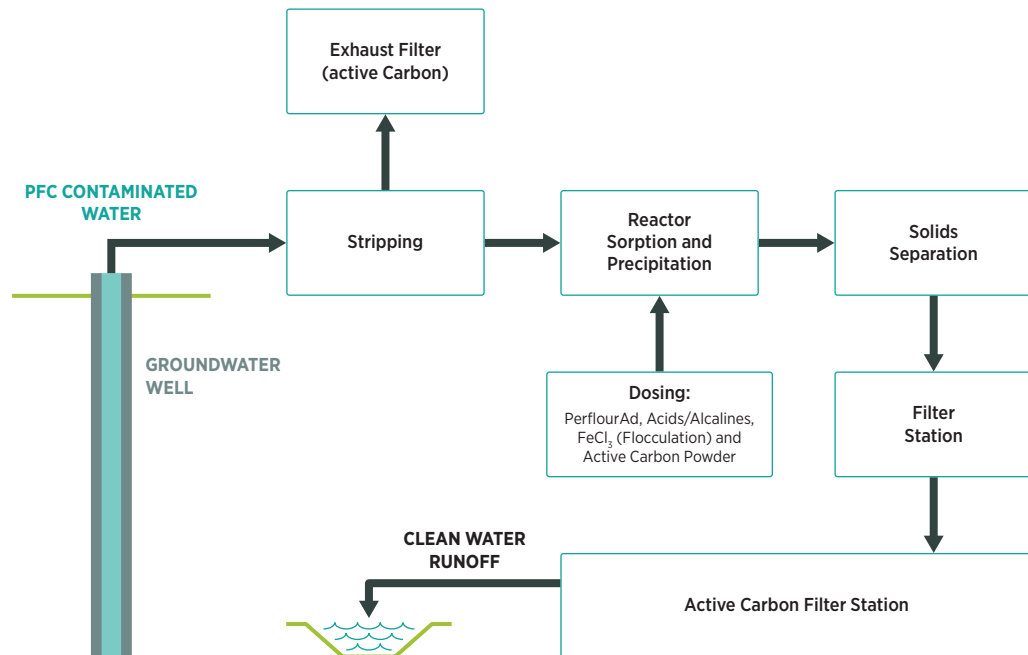 Exhaust Filter
(active Carbon)
PFC CONTAMINATED
WATER
Stripping
Reactor
Sorption and
Precipitation
Solids
Separation
GROUNDWATER
WELL
Dosing:
PerflourAd, Acids/Alcalines,
FeCl₃ (Flocculation) and
Active Carbon Powder
Filter
Station
CLEAN WATER
RUNOFF
Active Carbon Filter Station